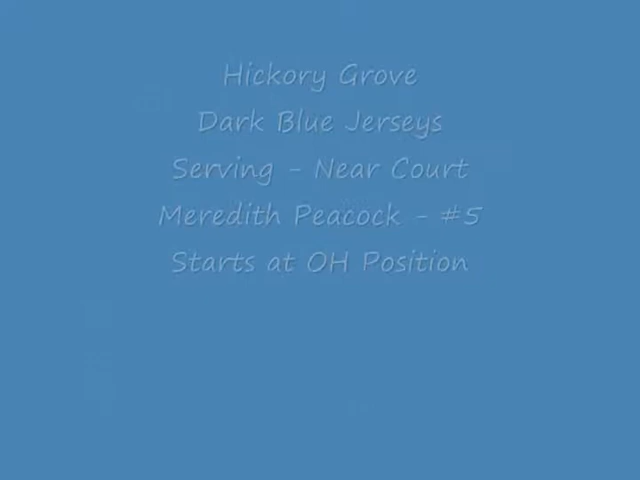 Hickory Grove
Dark Blue Jerseys
Serving - Near Court
Meredith Peacock - #5
Starts at OH Position